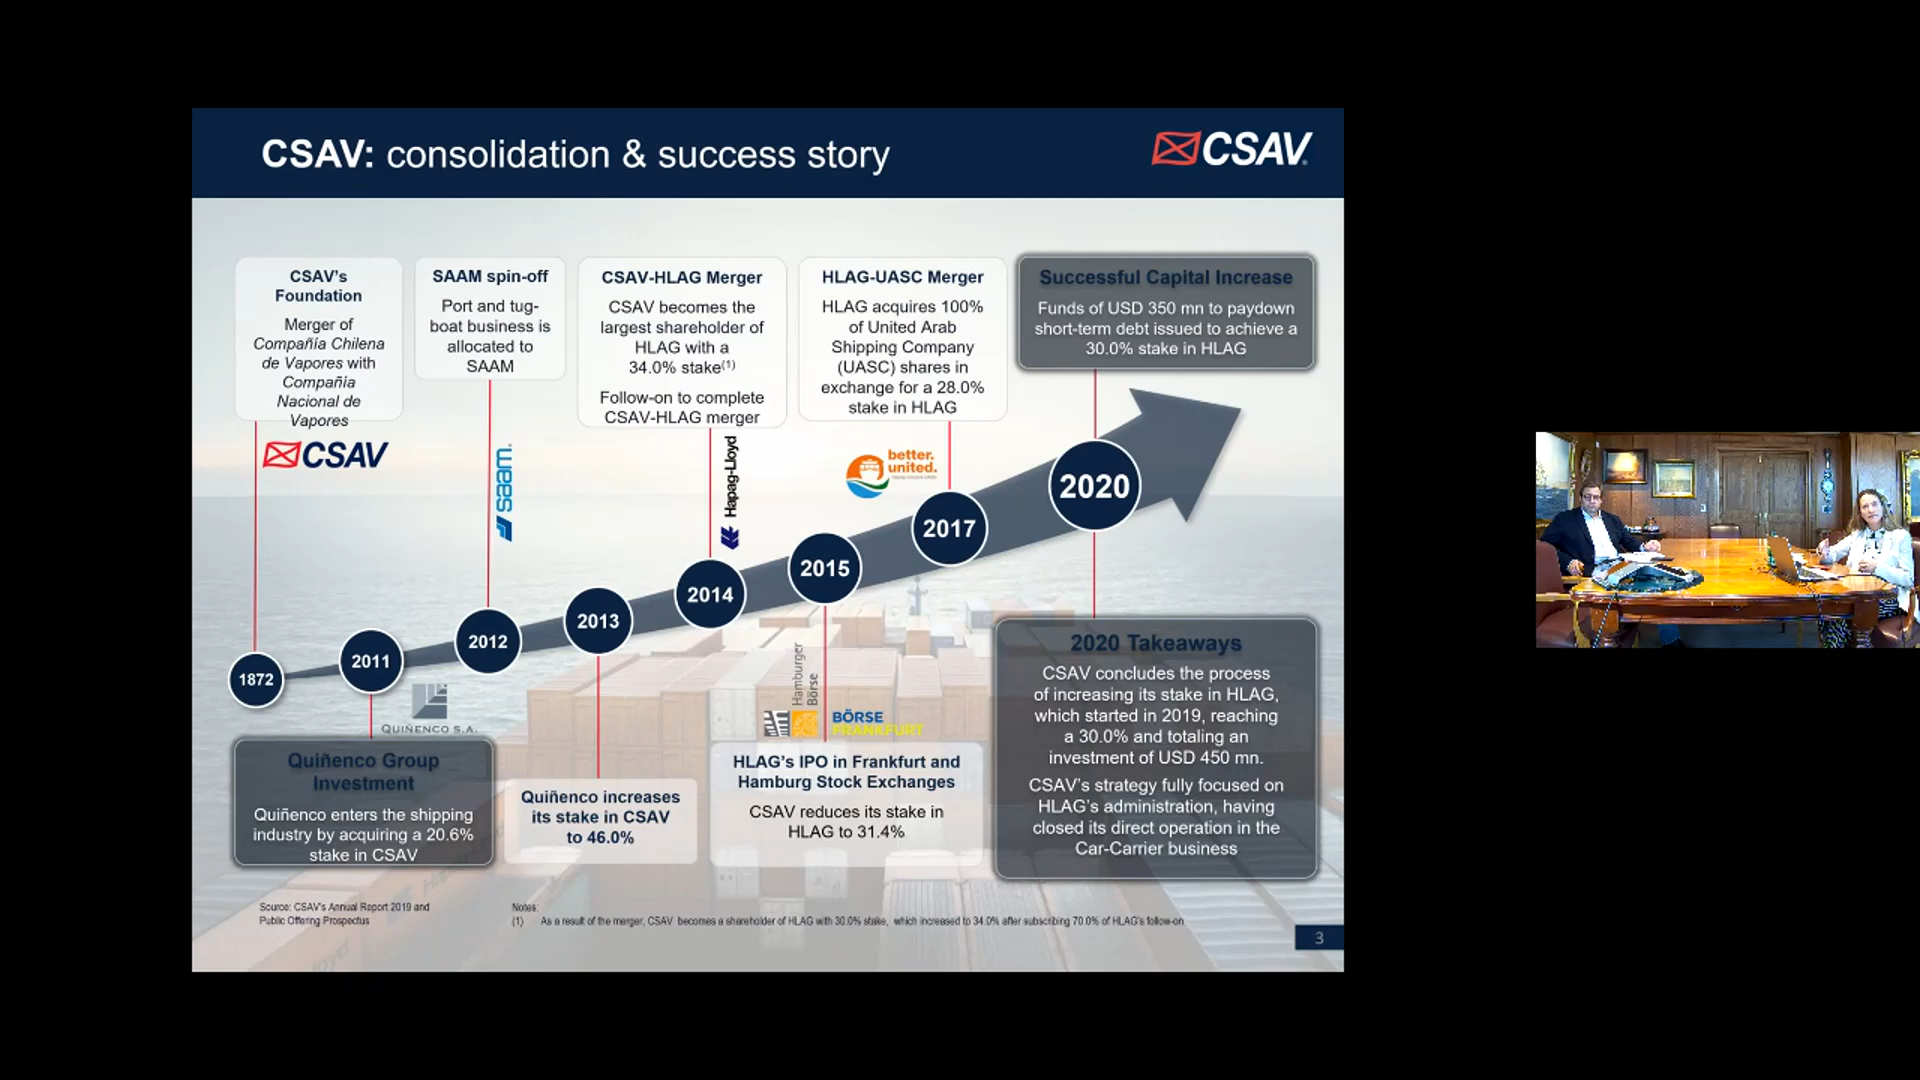 CSAV: consolidation & success story
CSAV
CSAV's
Foundation
Merger of
Compañía Chilena
de Vapores with
Compañia
Nacional de
Vapores
CSAV
SAAM spin-off
Port and tug-
boat business is
allocated to
SAAM
saam.
CSAV-HLAG Merger
CSAV becomes the
largest shareholder of
HLAG with a
34.0% stake(1)
Follow-on to complete
CSAV-HLAG merger
Hapag-Lloyd
HLAG-UASC Merger
HLAG acquires 100%
of United Arab
Shipping Company
(UASC) shares in
exchange for a 28.0%
stake in HLAG
better.
united.
Successful Capital Increase
Funds of USD 350 mn to paydown
short-term debt issued to achieve a
30.0% stake in HLAG
1872
2011
2012
2013
2014
2015
2017
2020
QUIÑENCO S.A.
Quiñenco Group
Investment
Quiñenco enters the shipping
industry by acquiring a 20.6%
stake in CSAV
Quiñenco increases
its stake in CSAV
to 46.0%
Hamburger
Börse
BÖRSE
FRANKFURT
HLAG's IPO in Frankfurt and
Hamburg Stock Exchanges
CSAV reduces its stake in
HLAG to 31.4%
2020 Takeaways
CSAV concludes the process
of increasing its stake in HLAG,
which started in 2019, reaching
a 30.0% and totaling an
investment of USD 450 mn.
CSAV's strategy fully focused on
HLAG's administration, having
closed its direct operation in the
Car-Carrier business
Source: CSAV's Annual Report 2019 and
Public Offering Prospectus
Notes:
(1) As a result of the merger, CSAV becomes a shareholder of HLAG with 30.0% stake, which increased to 34.0% after subscribing 70.0% of HLAG's follow-on
3